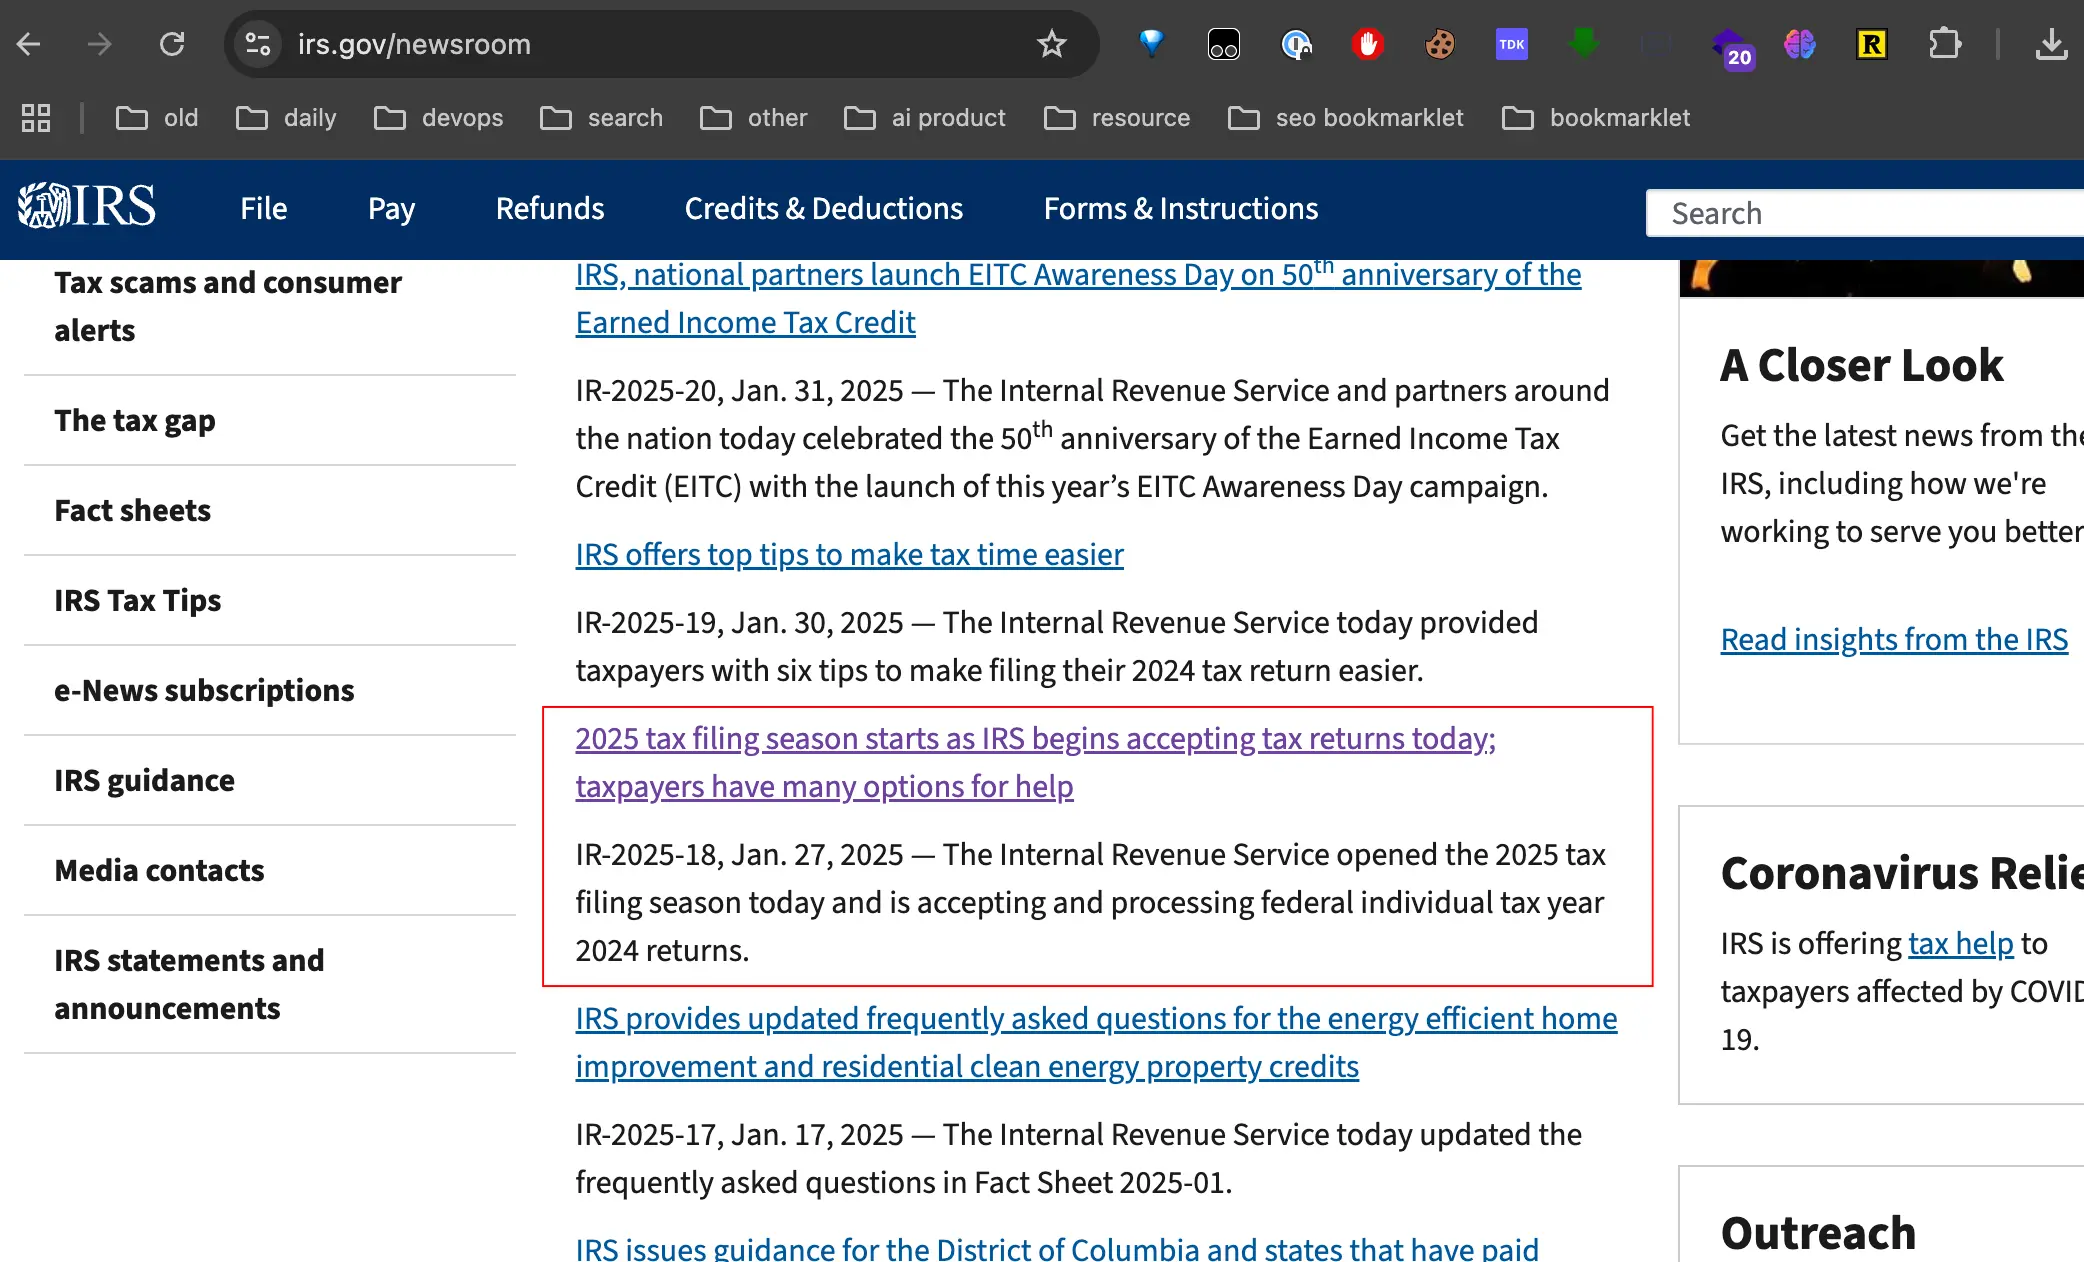 irs.gov/newsroom
TDK
20
R
old
daily
devops
search
other
ai product
resource
seo bookmarklet
bookmarklet
IRS
File
Pay
Refunds
Credits & Deductions
Forms & Instructions
Search
Tax scams and consumer
alerts
The tax gap
Fact sheets
IRS Tax Tips
e-News subscriptions
IRS guidance
Media contacts
IRS statements and
announcements
IRS, national partners launch EITC Awareness Day on 50th anniversary of the
Earned Income Tax Credit
IR-2025-20, Jan. 31, 2025 — The Internal Revenue Service and partners around
the nation today celebrated the 50th anniversary of the Earned Income Tax
Credit (EITC) with the launch of this year’s EITC Awareness Day campaign.
IRS offers top tips to make tax time easier
IR-2025-19, Jan. 30, 2025 — The Internal Revenue Service today provided
taxpayers with six tips to make filing their 2024 tax return easier.
2025 tax filing season starts as IRS begins accepting tax returns today;
taxpayers have many options for help
IR-2025-18, Jan. 27, 2025 — The Internal Revenue Service opened the 2025 tax
filing season today and is accepting and processing federal individual tax year
2024 returns.
IRS provides updated frequently asked questions for the energy efficient home
improvement and residential clean energy property credits
IR-2025-17, Jan. 17, 2025 — The Internal Revenue Service today updated the
frequently asked questions in Fact Sheet 2025-01.
IRS issues guidance for the District of Columbia and states that have paid
A Closer Look
Get the latest news from the
IRS, including how we're
working to serve you better
Read insights from the IRS
Coronavirus Relie
IRS is offering tax help to
taxpayers affected by COVID
19.
Outreach